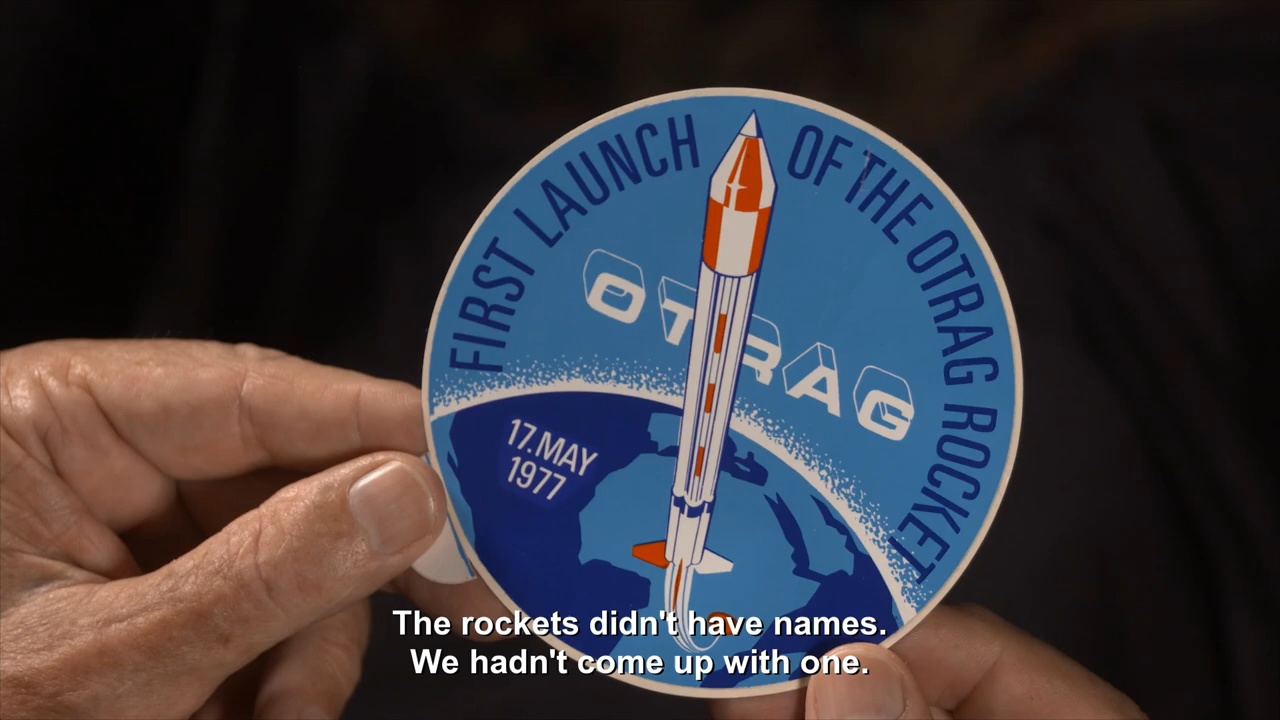 FIRST LAUNCH OF THE OTRAG ROCKET
OTRAG
17.MAY
1977
The rockets didn't have names.
We hadn't come up with one.